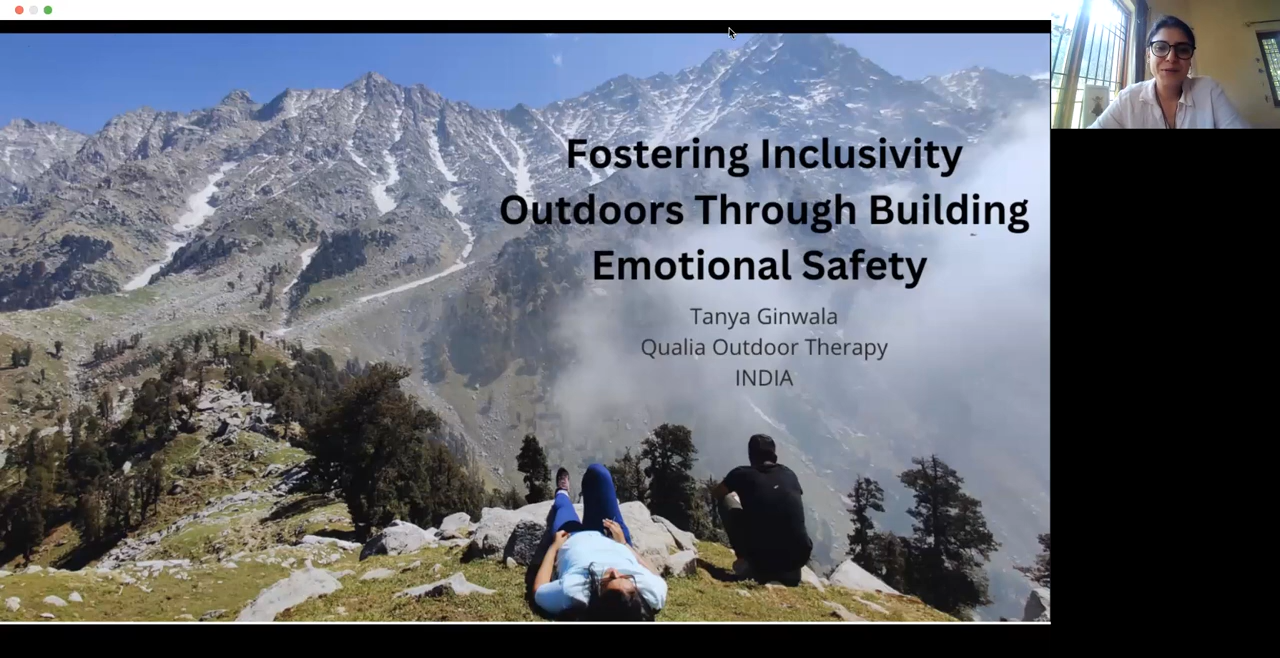 Fostering Inclusivity
Outdoors Through Building
Emotional Safety
Tanya Ginwala
Qualia Outdoor Therapy
INDIA